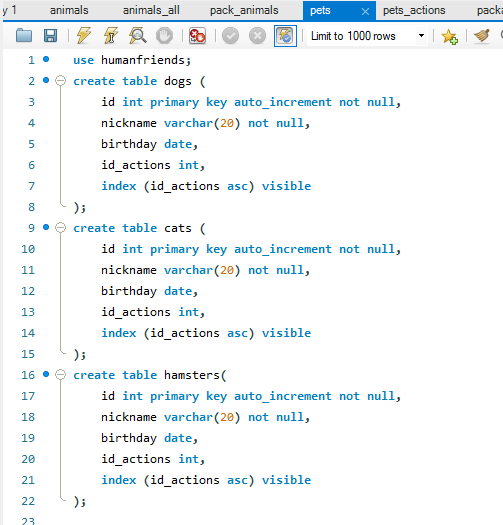 y 1 animals animals_all pack_animals pets pets_actions packa
Limit to 1000 rows
1 use humanfriends;
2 create table dogs (
3 id int primary key auto_increment not null,
4 nickname varchar(20) not null,
5 birthday date,
6 id_actions int,
7 index (id_actions asc) visible
8 );
9 create table cats (
10 id int primary key auto_increment not null,
11 nickname varchar(20) not null,
12 birthday date,
13 id_actions int,
14 index (id_actions asc) visible
15 );
16 create table hamsters(
17 id int primary key auto_increment not null,
18 nickname varchar(20) not null,
19 birthday date,
20 id_actions int,
21 index (id_actions asc) visible
22 );
23